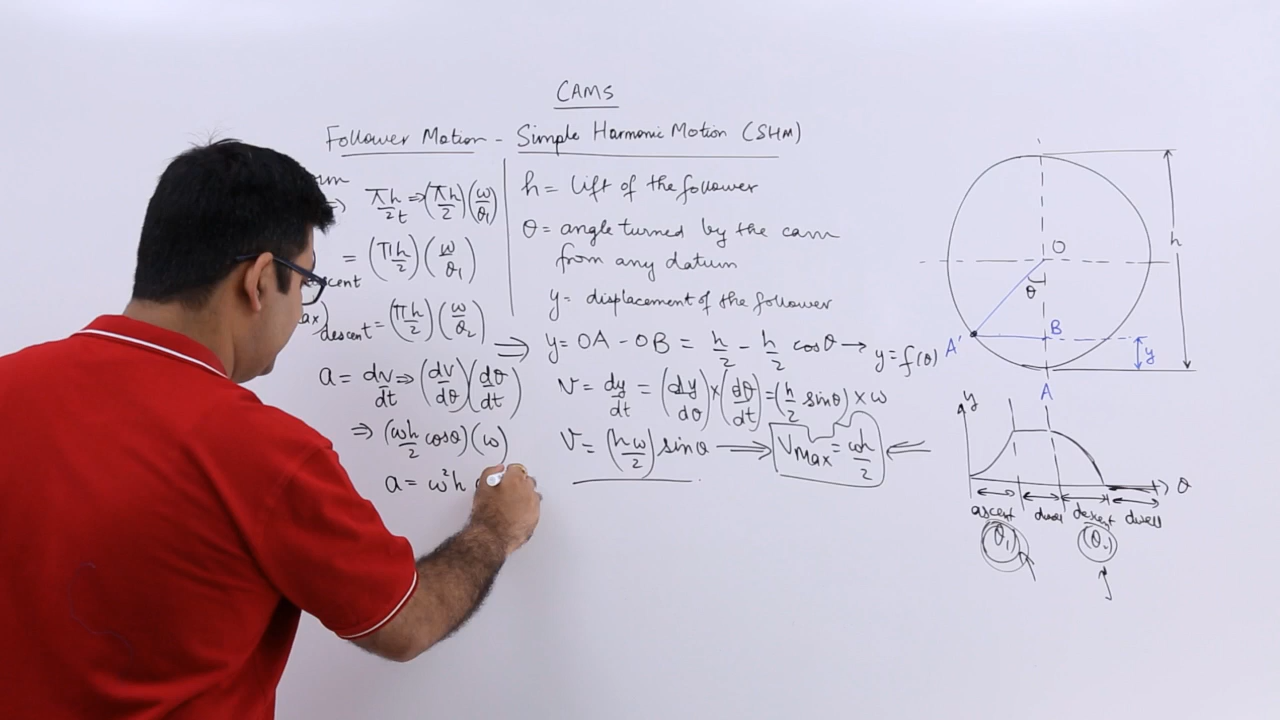 CAMS
Follower Motion - Simple Harmonic Motion (SHM)
πh/2t ⇒ (πh/2)(ω/θ₁)
= (πh/2)(ω/θ₁)
descent = (πh/2)(ω/θ₂)
a = dv/dt ⇒ (dv/dθ)(dθ/dt)
⇒ (ωh/2 cosθ)(ω)
a = ω²h
h = lift of the follower
θ = angle turned by the cam
from any datum
y = displacement of the follower
⇒ y = OA - OB = h/2 - h/2 cosθ → y = f(θ)
V = dy/dt = (dy/dθ) × (dθ/dt) = (h/2 sinθ) × ω
V = (hω/2) sinθ → Vmax = ωh/2
O
θ
h
A'
B
y
A
y
θ
ascent dwell descent dwell
θ₁ θ₂